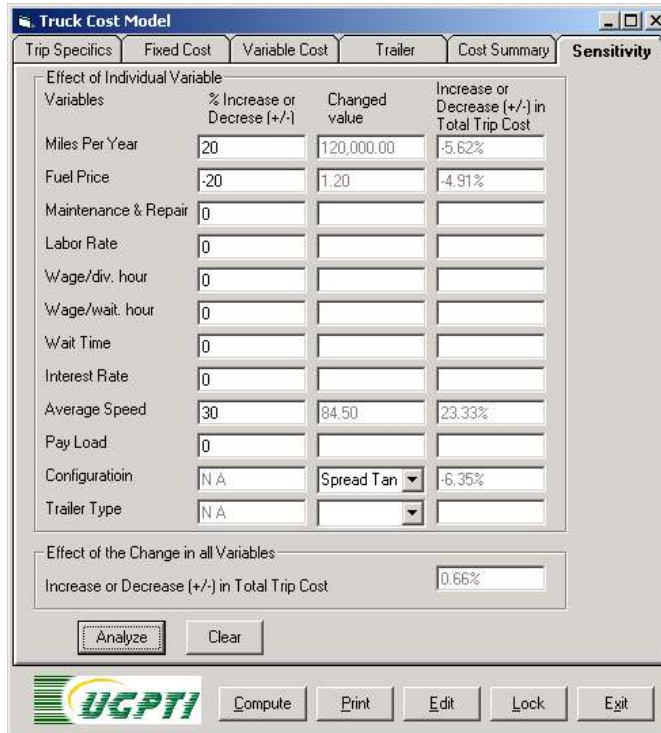 Truck Cost Model
Trip Specifics Fixed Cost Variable Cost Trailer Cost Summary Sensitivity
Effect of Individual Variable
Variables % Increase or Decrese (+/-) Changed value Increase or Decrease (+/-) in Total Trip Cost
Miles Per Year 20 120,000.00 -5.62%
Fuel Price -20 1.20 -4.91%
Maintenance & Repair 0
Labor Rate 0
Wage/div. hour 0
Wage/wait. hour 0
Wait Time 0
Interest Rate 0
Average Speed 30 84.50 23.33%
Pay Load 0
Configuratioin N A Spread Tan -6.35%
Trailer Type N A
Effect of the Change in all Variables
Increase or Decrease (+/-) in Total Trip Cost 0.66%
Analyze Clear
UGPTI Compute Print Edit Lock Exit